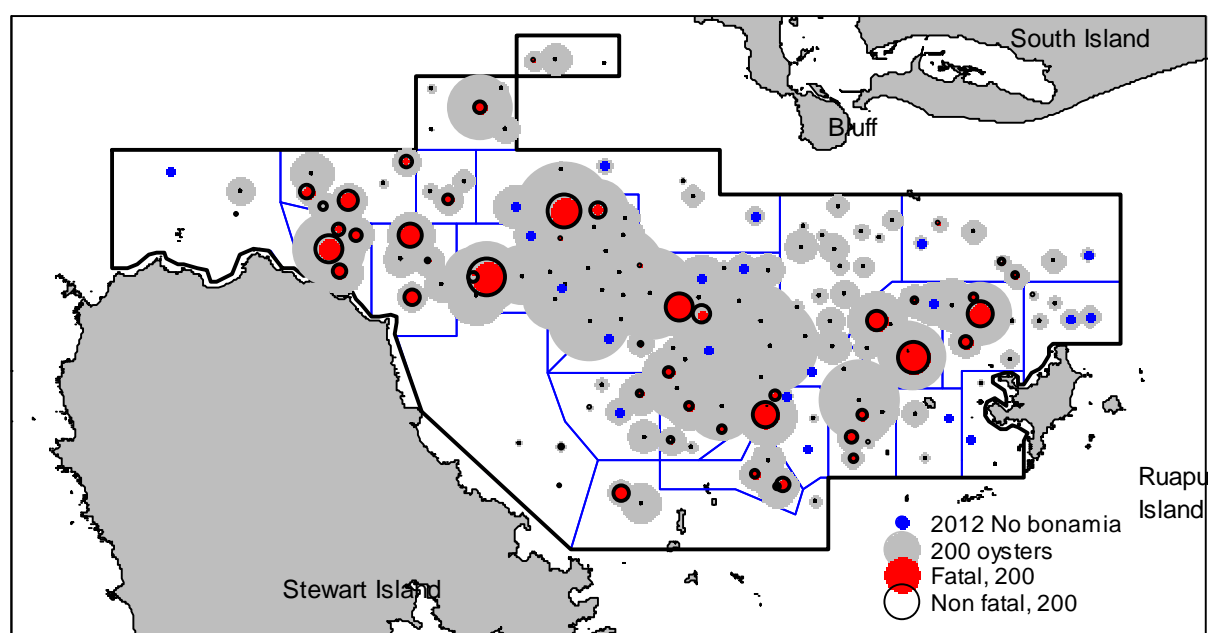 South Island
Bluff
Ruapu
Island
2012 No bonamia
200 oysters
Fatal, 200
Non fatal, 200
Stewart Island